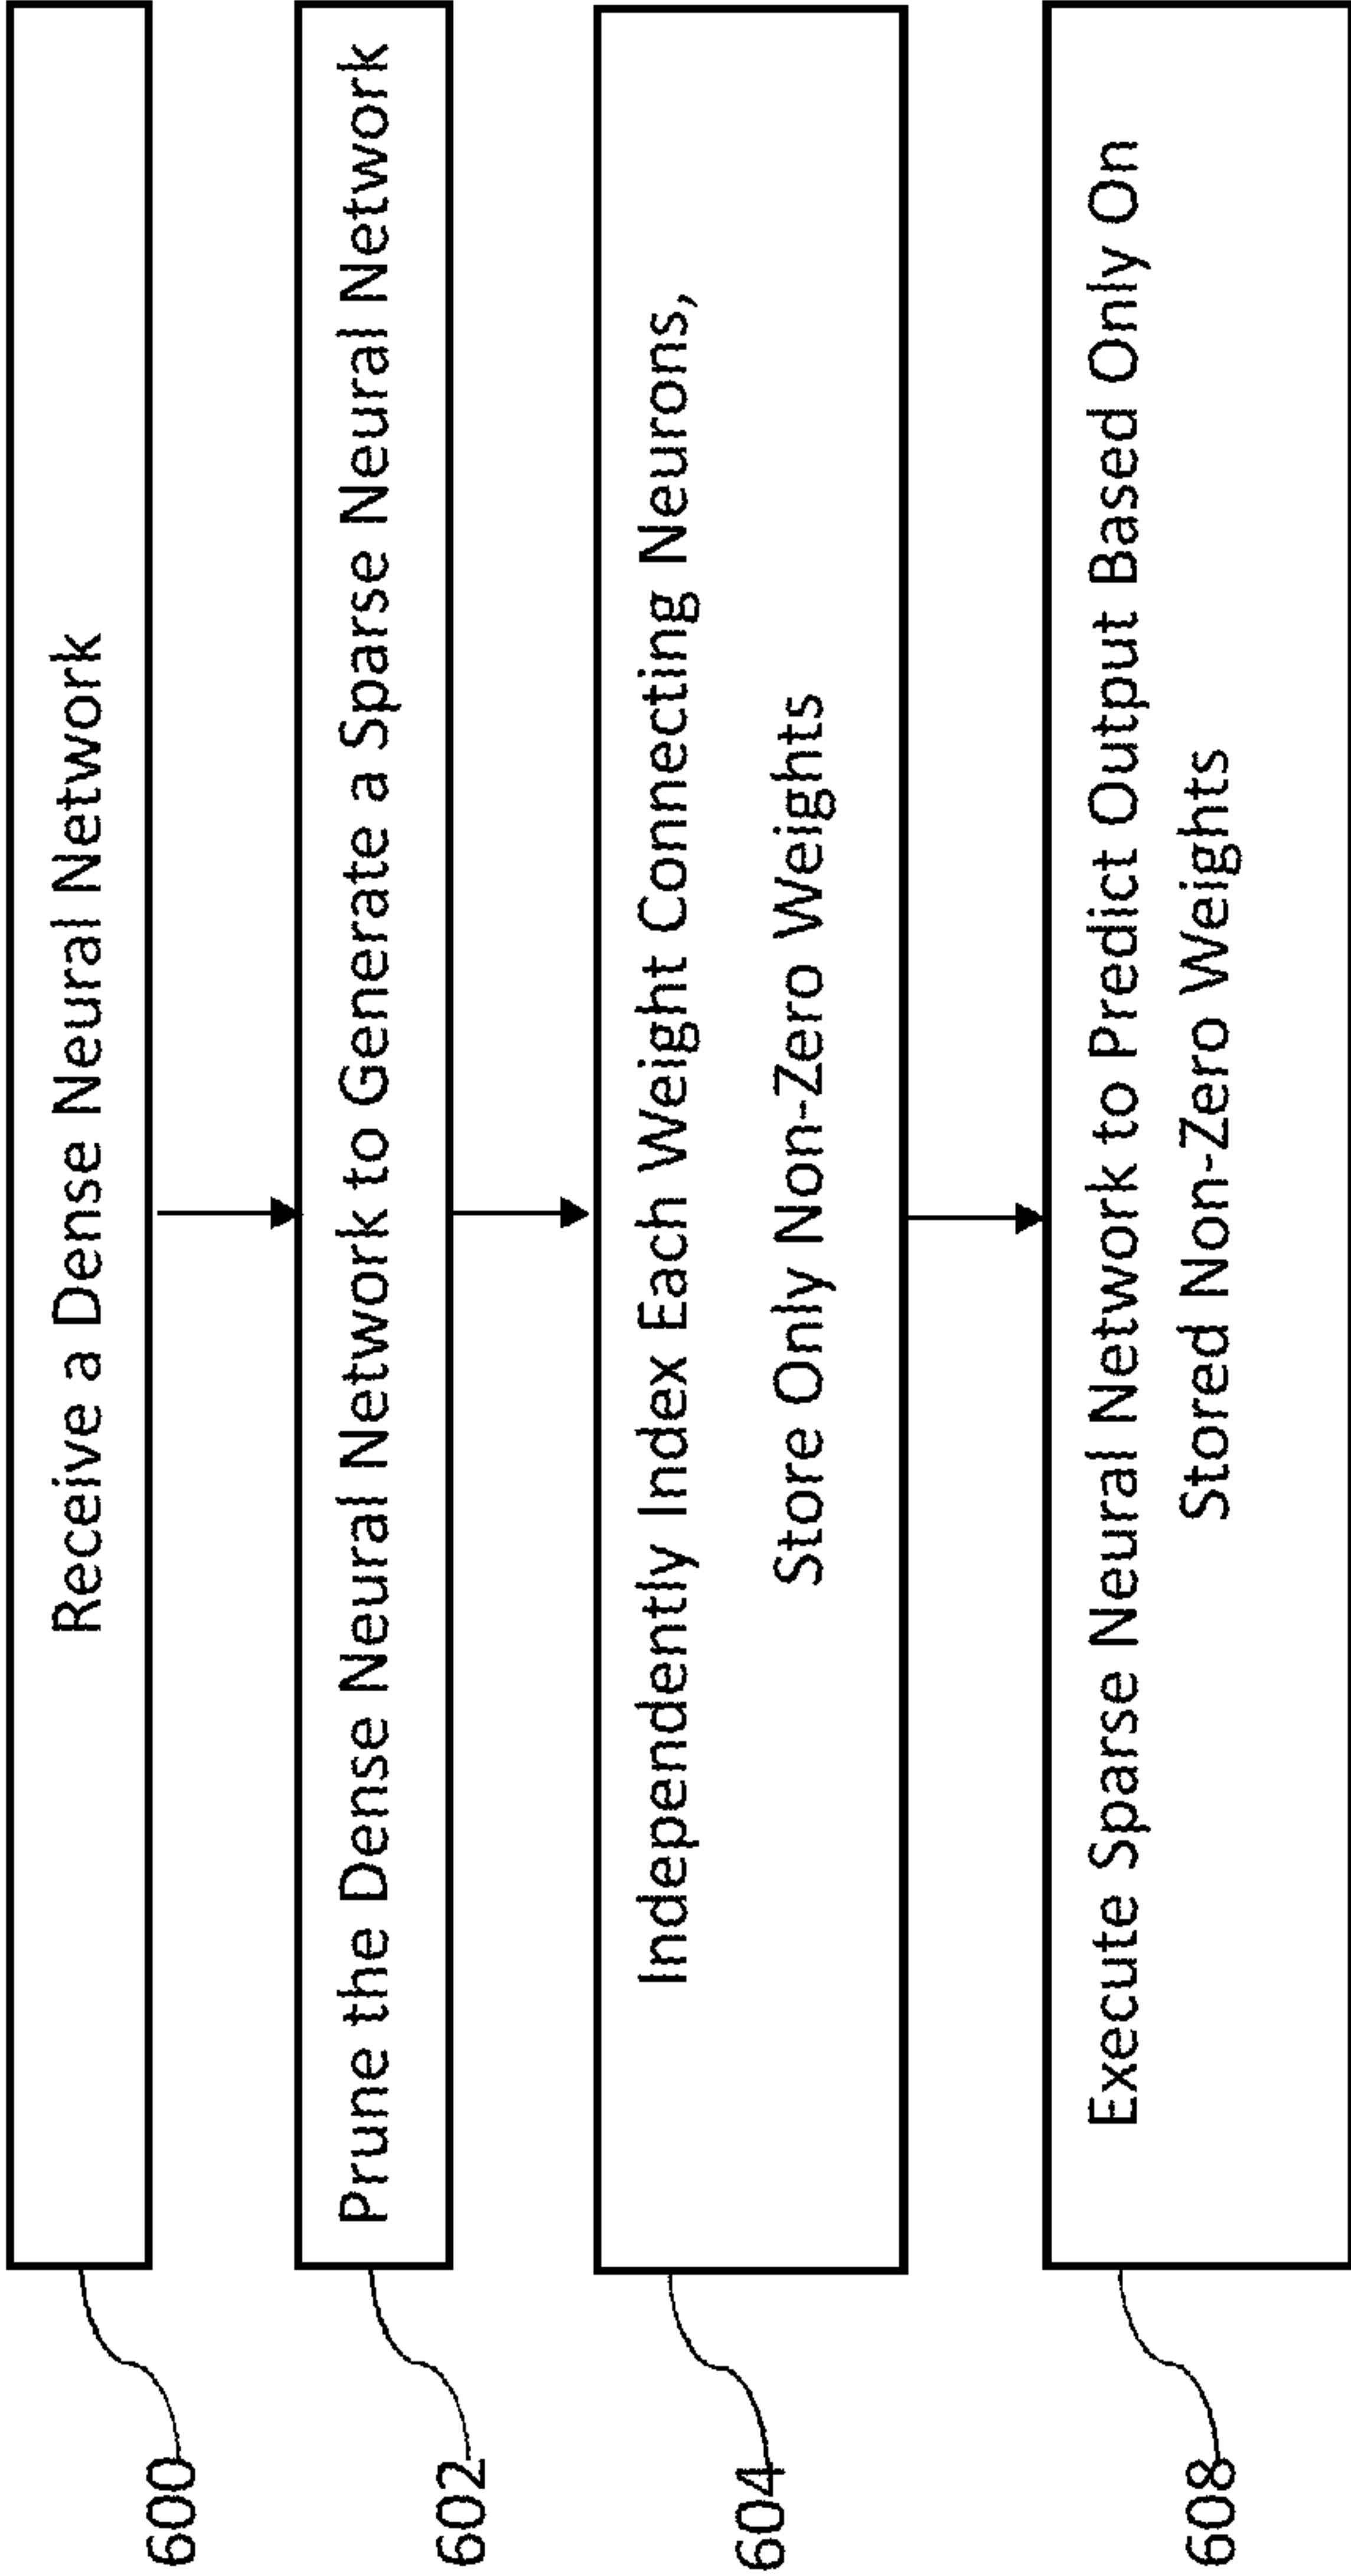 600
Receive a Dense Neural Network
602
Prune the Dense Neural Network to Generate a Sparse Neural Network
604
Independently Index Each Weight Connecting Neurons,
Store Only Non-Zero Weights
608
Execute Sparse Neural Network to Predict Output Based Only On
Stored Non-Zero Weights